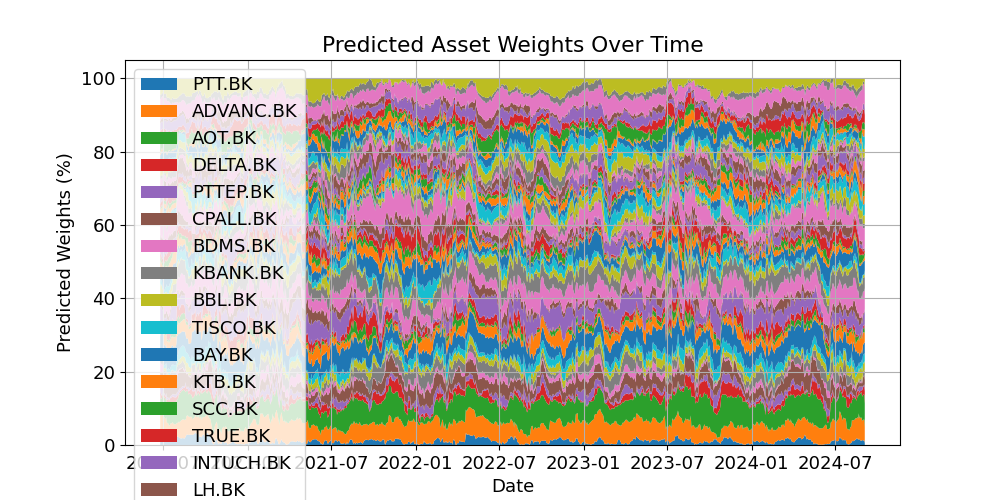 Predicted Asset Weights Over Time
Predicted Weights (%)
100
80
60
40
20
0
PTT.BK
ADVANC.BK
AOT.BK
DELTA.BK
PTTEP.BK
CPALL.BK
BDMS.BK
KBANK.BK
BBL.BK
TISCO.BK
BAY.BK
KTB.BK
SCC.BK
TRUE.BK
INTUCH.BK
LH.BK
2021-07 2022-01 2022-07 2023-01 2023-07 2024-01 2024-07
Date